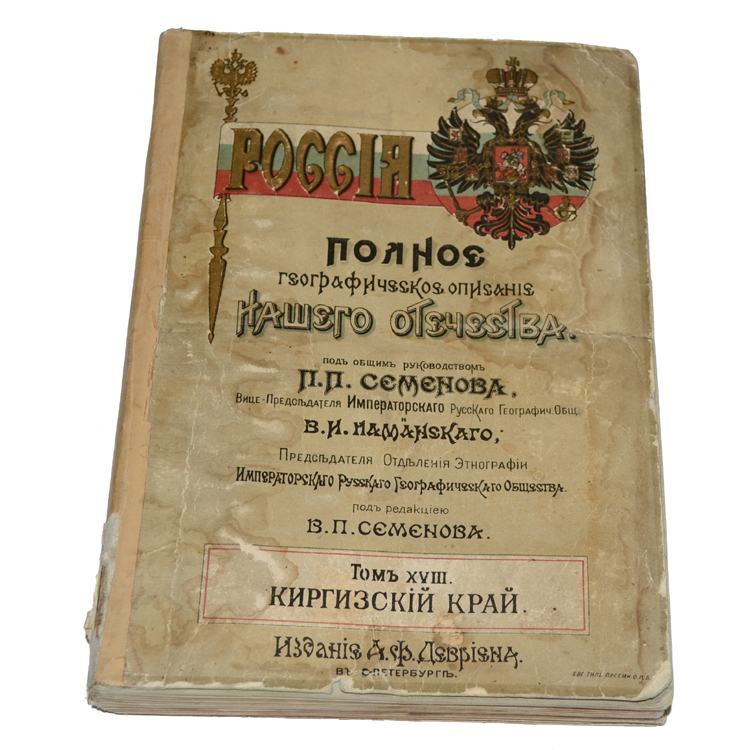 РОССІЯ
ПОЛНОЕ
ГЕОГРАФИЧЕСКОЕ ОПИСАНІЕ
НАШЕГО ОТЕЧЕСТВА.
ПОДЪ ОБЩИМЪ РУКОВОДСТВОМЪ
П.П. СЕМЕНОВА,
ВИЦЕ-ПРЕДСѢДАТЕЛЯ ИМПЕРАТОРСКАГО РУССКАГО ГЕОГРАФИЧ. ОБЩ.
И
В.И. ЛАМАНСКАГО,
ПРЕДСѢДАТЕЛЯ ОТДѢЛЕНІЯ ЭТНОГРАФІИ
ИМПЕРАТОРСКАГО РУССКАГО ГЕОГРАФИЧЕСКАГО ОБЩЕСТВА.
ПОДЪ РЕДАКЦІЕЮ
В.П. СЕМЕНОВА.
ТОМЪ XVIII.
КИРГИЗСКІЙ КРАЙ.
ИЗДАНІЕ А.Ф. ДЕВРІЕНА.
ВЪ С-ПЕТЕРБУРГѢ.